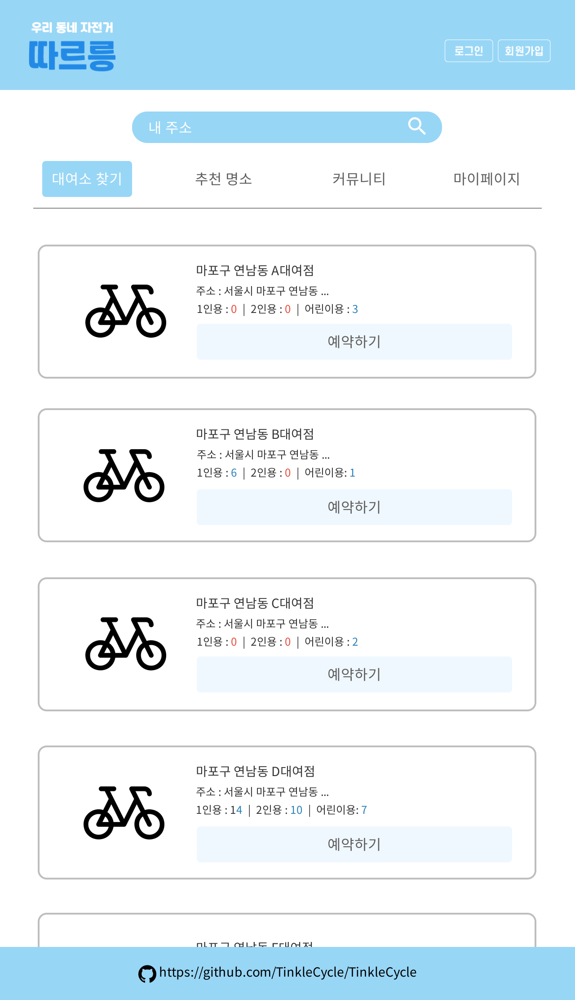 우리 동네 자전거
따르릉
로그인 회원가입
내 주소
대여소 찾기 추천 명소 커뮤니티 마이페이지
마포구 연남동 A대여점
주소 : 서울시 마포구 연남동 ...
1인용 : 0 | 2인용 : 0 | 어린이용 : 3
예약하기
마포구 연남동 B대여점
주소 : 서울시 마포구 연남동 ...
1인용 : 6 | 2인용 : 0 | 어린이용: 1
예약하기
마포구 연남동 C대여점
주소 : 서울시 마포구 연남동 ...
1인용 : 0 | 2인용 : 0 | 어린이용 : 2
예약하기
마포구 연남동 D대여점
주소 : 서울시 마포구 연남동 ...
1인용 : 14 | 2인용 : 10 | 어린이용: 7
예약하기
마포구 연남동
https://github.com/TinkleCycle/TinkleCycle